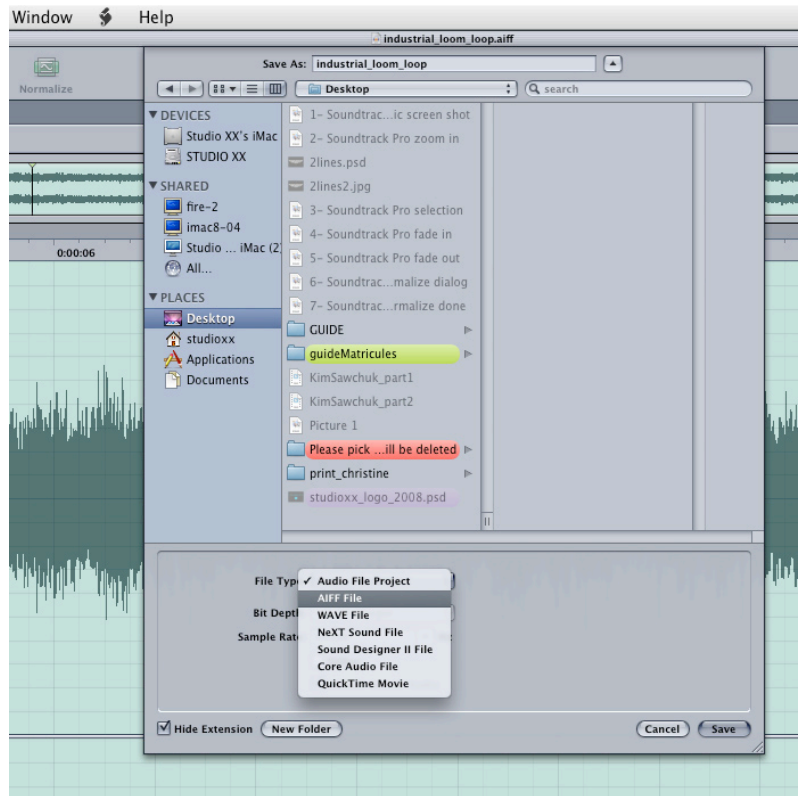 Window Help
industrial_loom_loop.aiff
Normalize
Save As: industrial_loom_loop
Desktop
search
DEVICES
Studio XX's iMac
STUDIO XX
SHARED
fire-2
imac8-04
Studio ... iMac (2
All...
PLACES
Desktop
studioxx
Applications
Documents
1- Soundtrac...ic screen shot
2- Soundtrack Pro zoom in
2lines.psd
2lines2.jpg
3- Soundtrack Pro selection
4- Soundtrack Pro fade in
5- Soundtrack Pro fade out
6- Soundtrac...malize dialog
7- Soundtrac...rmalize done
GUIDE
guideMatricules
KimSawchuk_part1
KimSawchuk_part2
Picture 1
Please pick ...ill be deleted
print_christine
studioxx_logo_2008.psd
0:00:06
File Typ
Audio File Project
AIFF File
WAVE File
NeXT Sound File
Sound Designer II File
Core Audio File
QuickTime Movie
Bit Dept
Sample Rat
Hide Extension New Folder Cancel Save